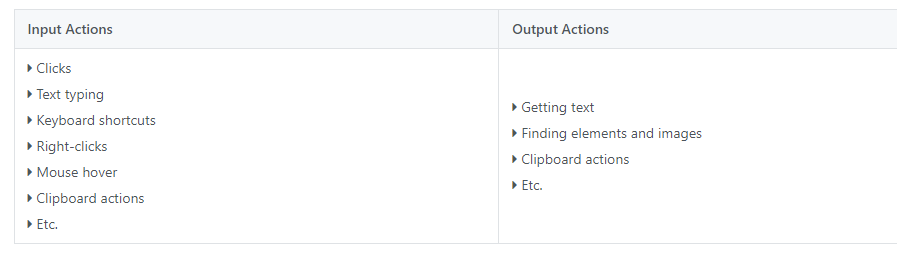 Input Actions
Output Actions
Clicks
Text typing
Keyboard shortcuts
Right-clicks
Mouse hover
Clipboard actions
Etc.
Getting text
Finding elements and images
Clipboard actions
Etc.